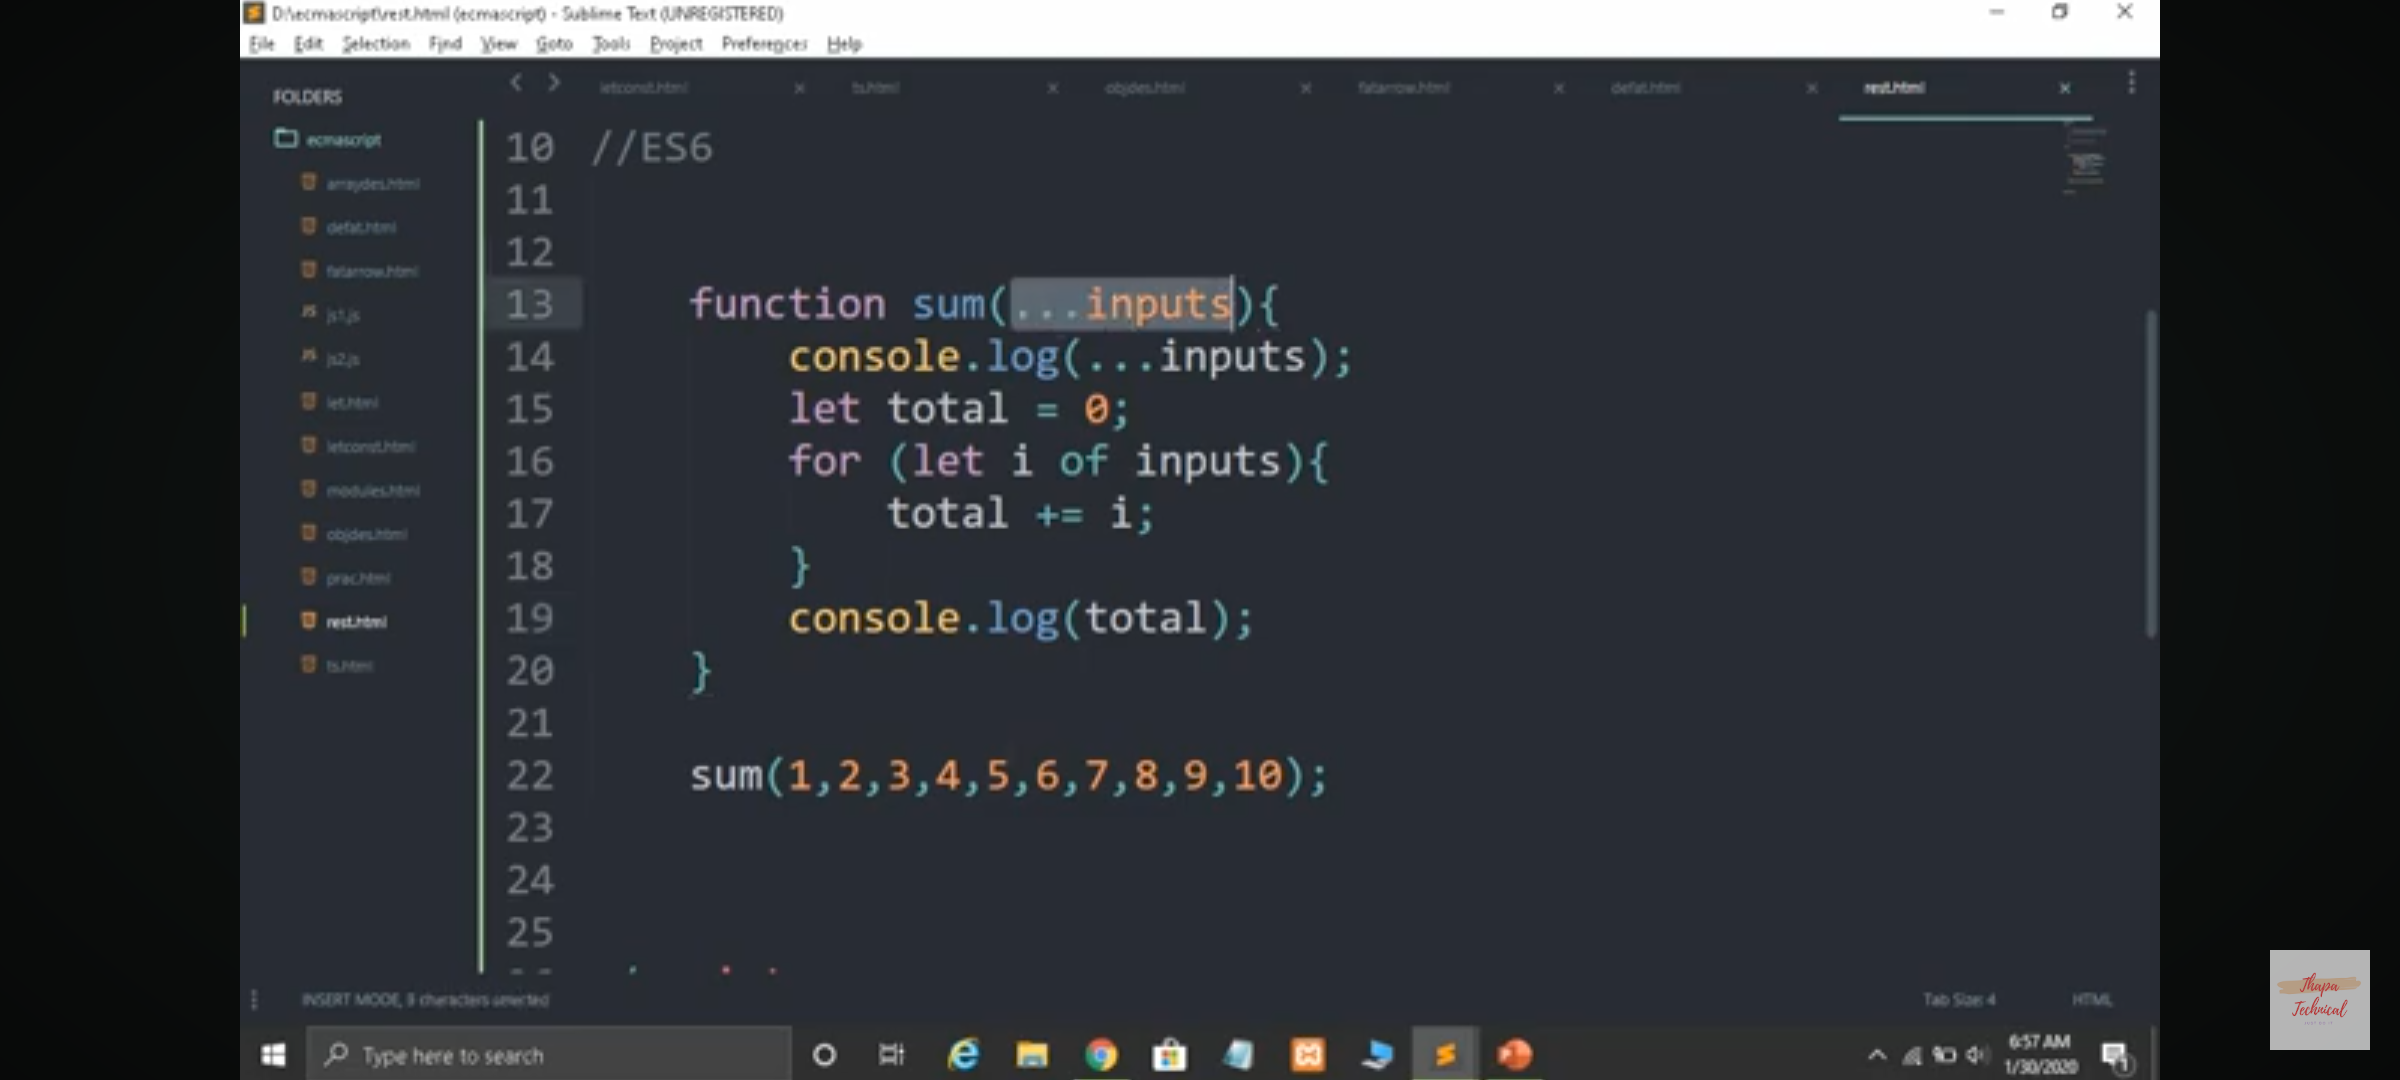 D:\ecmascript\rest.html (ecmascript) - Sublime Text (UNREGISTERED)
File Edit Selection Find View Goto Tools Project Preferences Help
FOLDERS
ecmascript
arraydes.html
defat.html
fatarrow.html
js1.js
js2.js
let.html
letconst.html
modules.html
objdes.html
prac.html
rest.html
ts.html
letconst.html ts.html objdes.html fatarrow.html defat.html rest.html
10 //ES6
11
12
13 function sum(...inputs){
14 console.log(...inputs);
15 let total = 0;
16 for (let i of inputs){
17 total += i;
18 }
19 console.log(total);
20 }
21
22 sum(1,2,3,4,5,6,7,8,9,10);
23
24
25
INSERT MODE, 9 characters selected
Tab Size: 4 HTML
Type here to search
6:57 AM
1/30/2020
Thapa
Technical